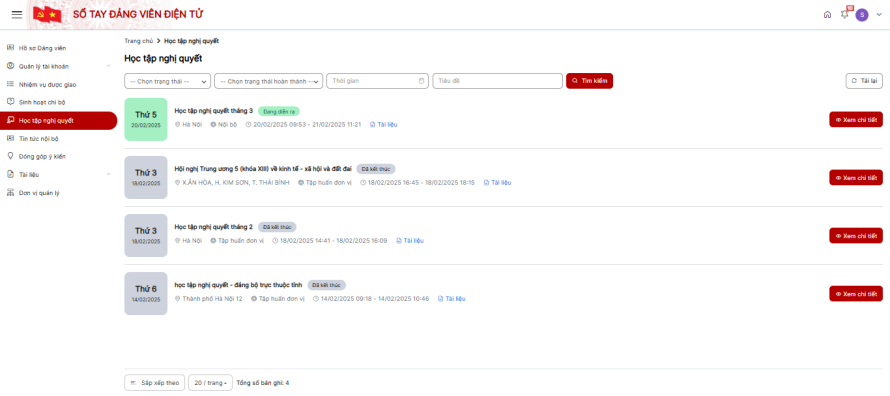 SỔ TAY ĐẢNG VIÊN ĐIỆN TỬ
S
Hồ sơ Đảng viên
Quản lý tài khoản
Nhiệm vụ được giao
Sinh hoạt chi bộ
Học tập nghị quyết
Tin tức nội bộ
Đóng góp ý kiến
Tài liệu
Đơn vị quản lý
Trang chủ > Học tập nghị quyết
Học tập nghị quyết
-- Chọn trạng thái -- -- Chọn trạng thái hoàn thành -- Thời gian Tiêu đề Tìm kiếm Tải lại
Thứ 5
20/02/2025
Học tập nghị quyết tháng 3 Đang diễn ra
Hà Nội Nội bộ 20/02/2025 09:53 - 21/02/2025 11:21 Tài liệu
Xem chi tiết
Thứ 3
18/02/2025
Hội nghị Trung ương 5 (khóa XIII) về kinh tế - xã hội và đất đai Đã kết thúc
X.ÂN HÒA, H. KIM SƠN, T. THÁI BÌNH Tập huấn đơn vị 18/02/2025 16:45 - 18/02/2025 18:15 Tài liệu
Xem chi tiết
Thứ 3
18/02/2025
Học tập nghị quyết tháng 2 Đã kết thúc
Hà Nội Tập huấn đơn vị 18/02/2025 14:41 - 18/02/2025 16:09 Tài liệu
Xem chi tiết
Thứ 6
14/02/2025
học tập nghị quyết - đảng bộ trực thuộc tỉnh Đã kết thúc
Thành phố Hà Nội 12 Tập huấn đơn vị 14/02/2025 09:18 - 14/02/2025 10:46 Tài liệu
Xem chi tiết
Sắp xếp theo 20 / trang Tổng số bản ghi: 4